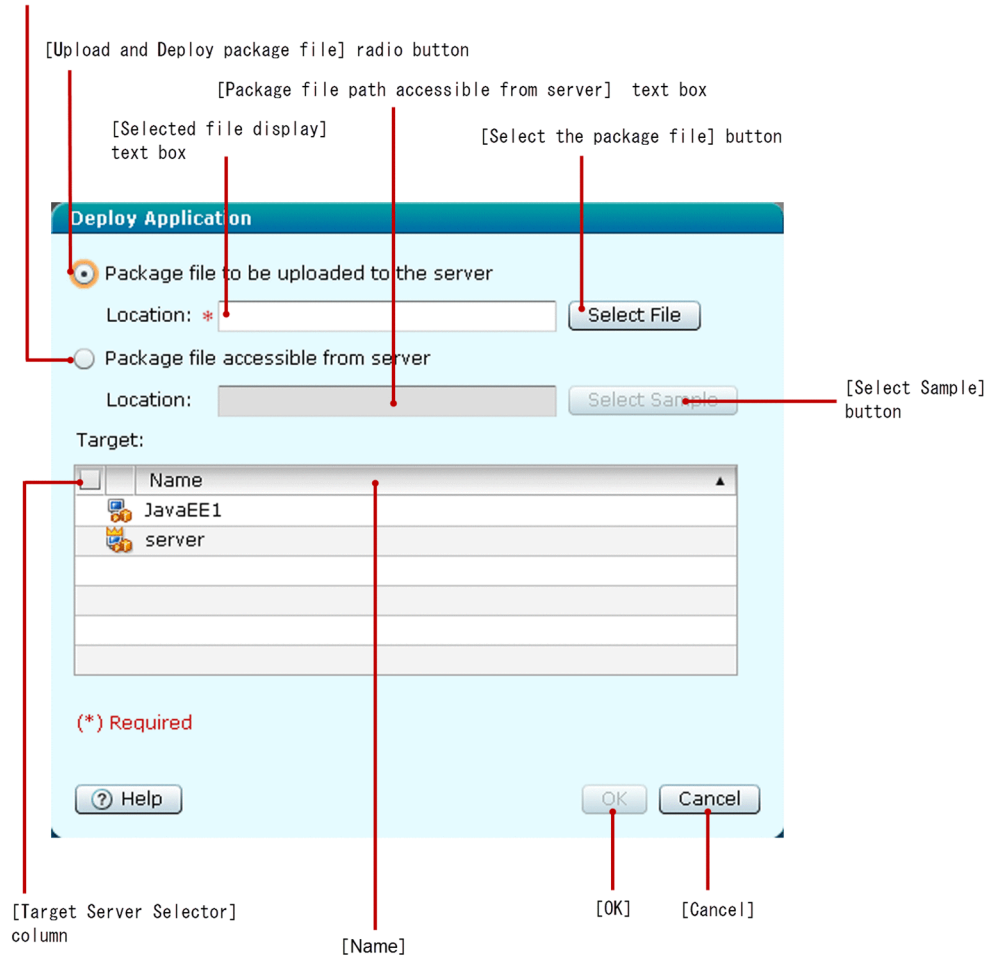 [Upload and Deploy package file] radio button
[Package file path accessible from server] text box
[Selected file display]
text box
[Select the package file] button
Deploy Application
Package file to be uploaded to the server
Location: *
Select File
Package file accessible from server
Location:
Select Sample
[Select Sample]
button
Target:
Name
JavaEE1
server
(*) Required
? Help
OK
Cancel
[Target Server Selector]
column
[Name]
[OK]
[Cancel]